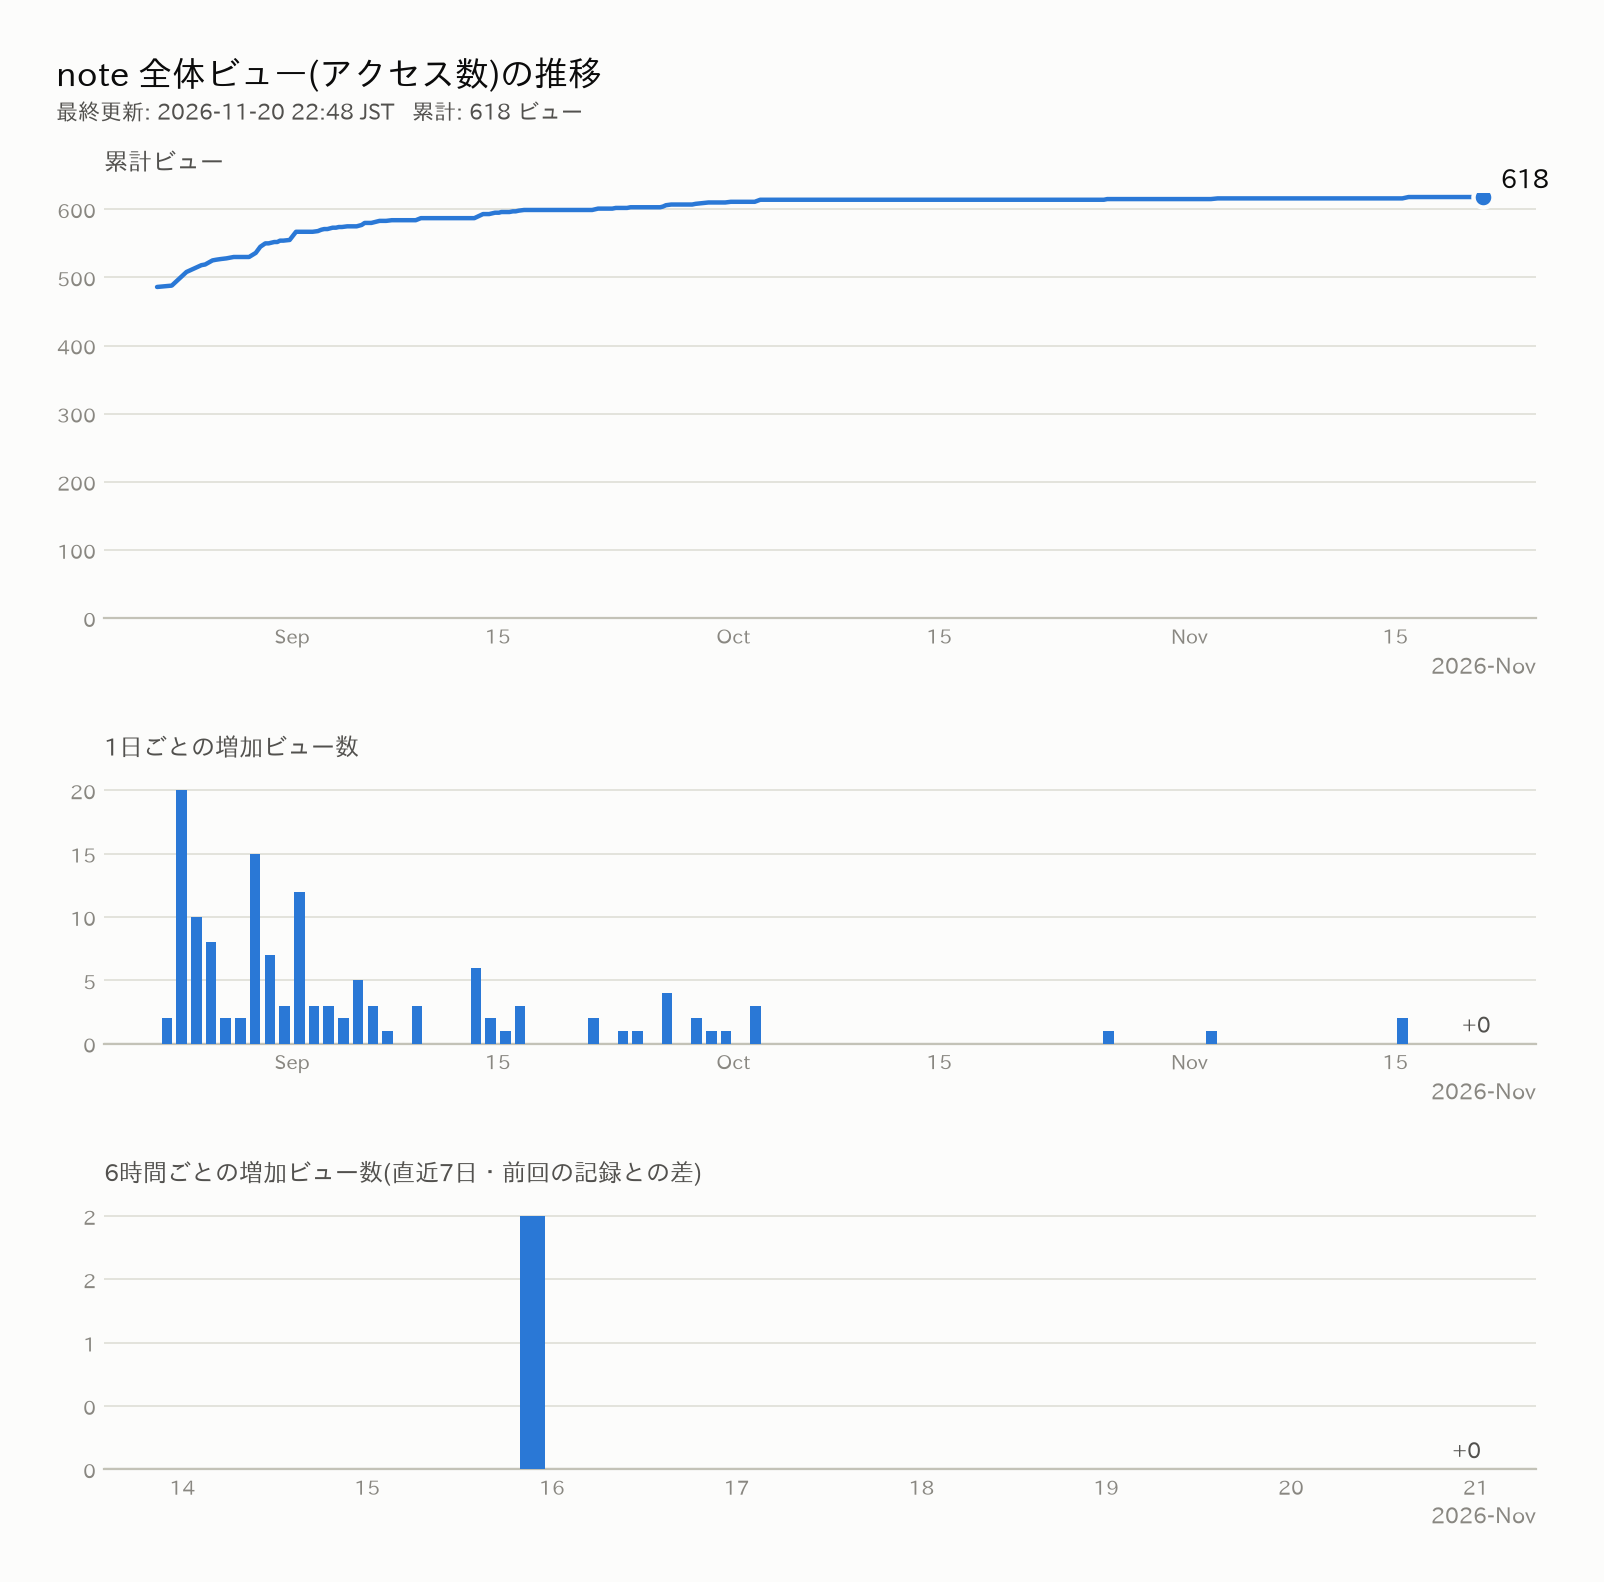 note 全体ビュー(アクセス数)の推移
最終更新: 2026-11-20 22:48 JST 累計: 618 ビュー
累計ビュー
618
600
500
400
300
200
100
0
Sep 15 Oct 15 Nov 15
2026-Nov
1日ごとの増加ビュー数
20
15
10
5
+0
0
Sep 15 Oct 15 Nov 15
2026-Nov
6時間ごとの増加ビュー数(直近7日・前回の記録との差)
2
2
1
0
+0
0
14 15 16 17 18 19 20 21
2026-Nov